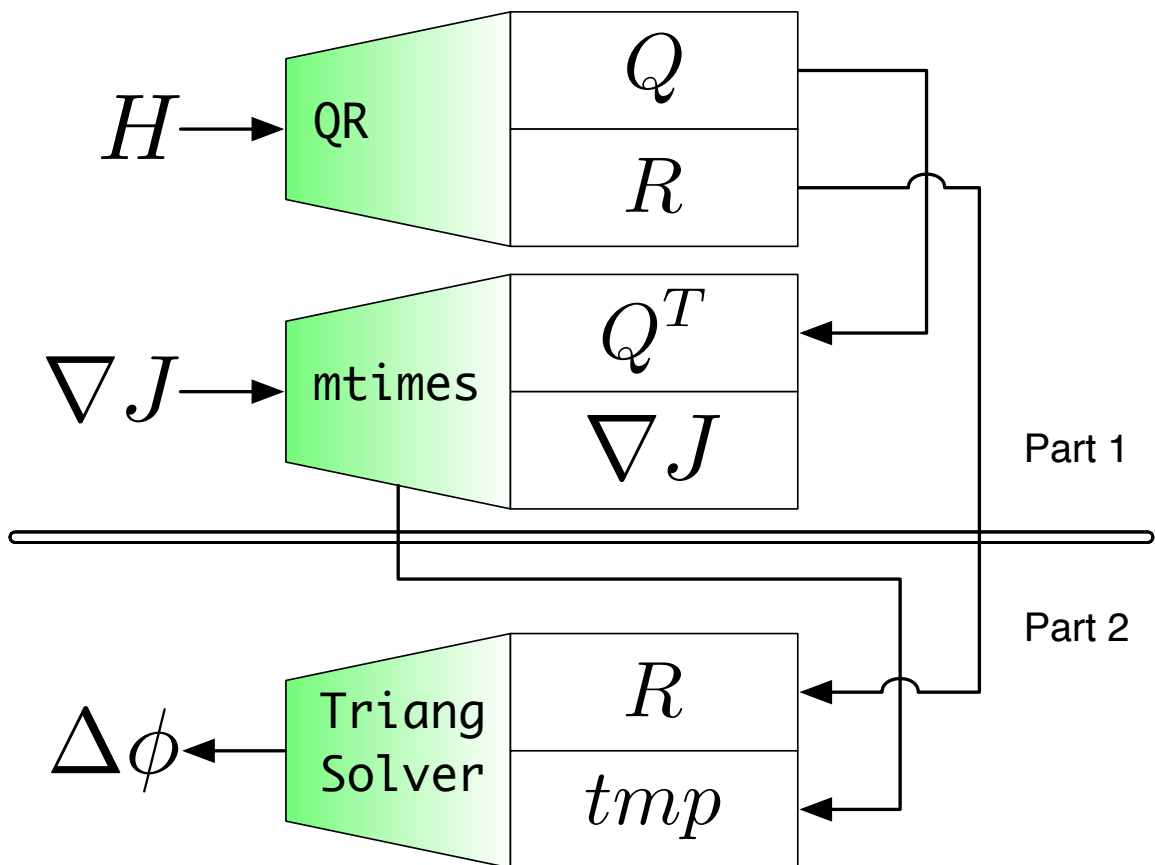 H
QR
Q
R
∇J
mtimes
Q^T
∇J
Part 1
Part 2
Δϕ
Triang
Solver
R
tmp